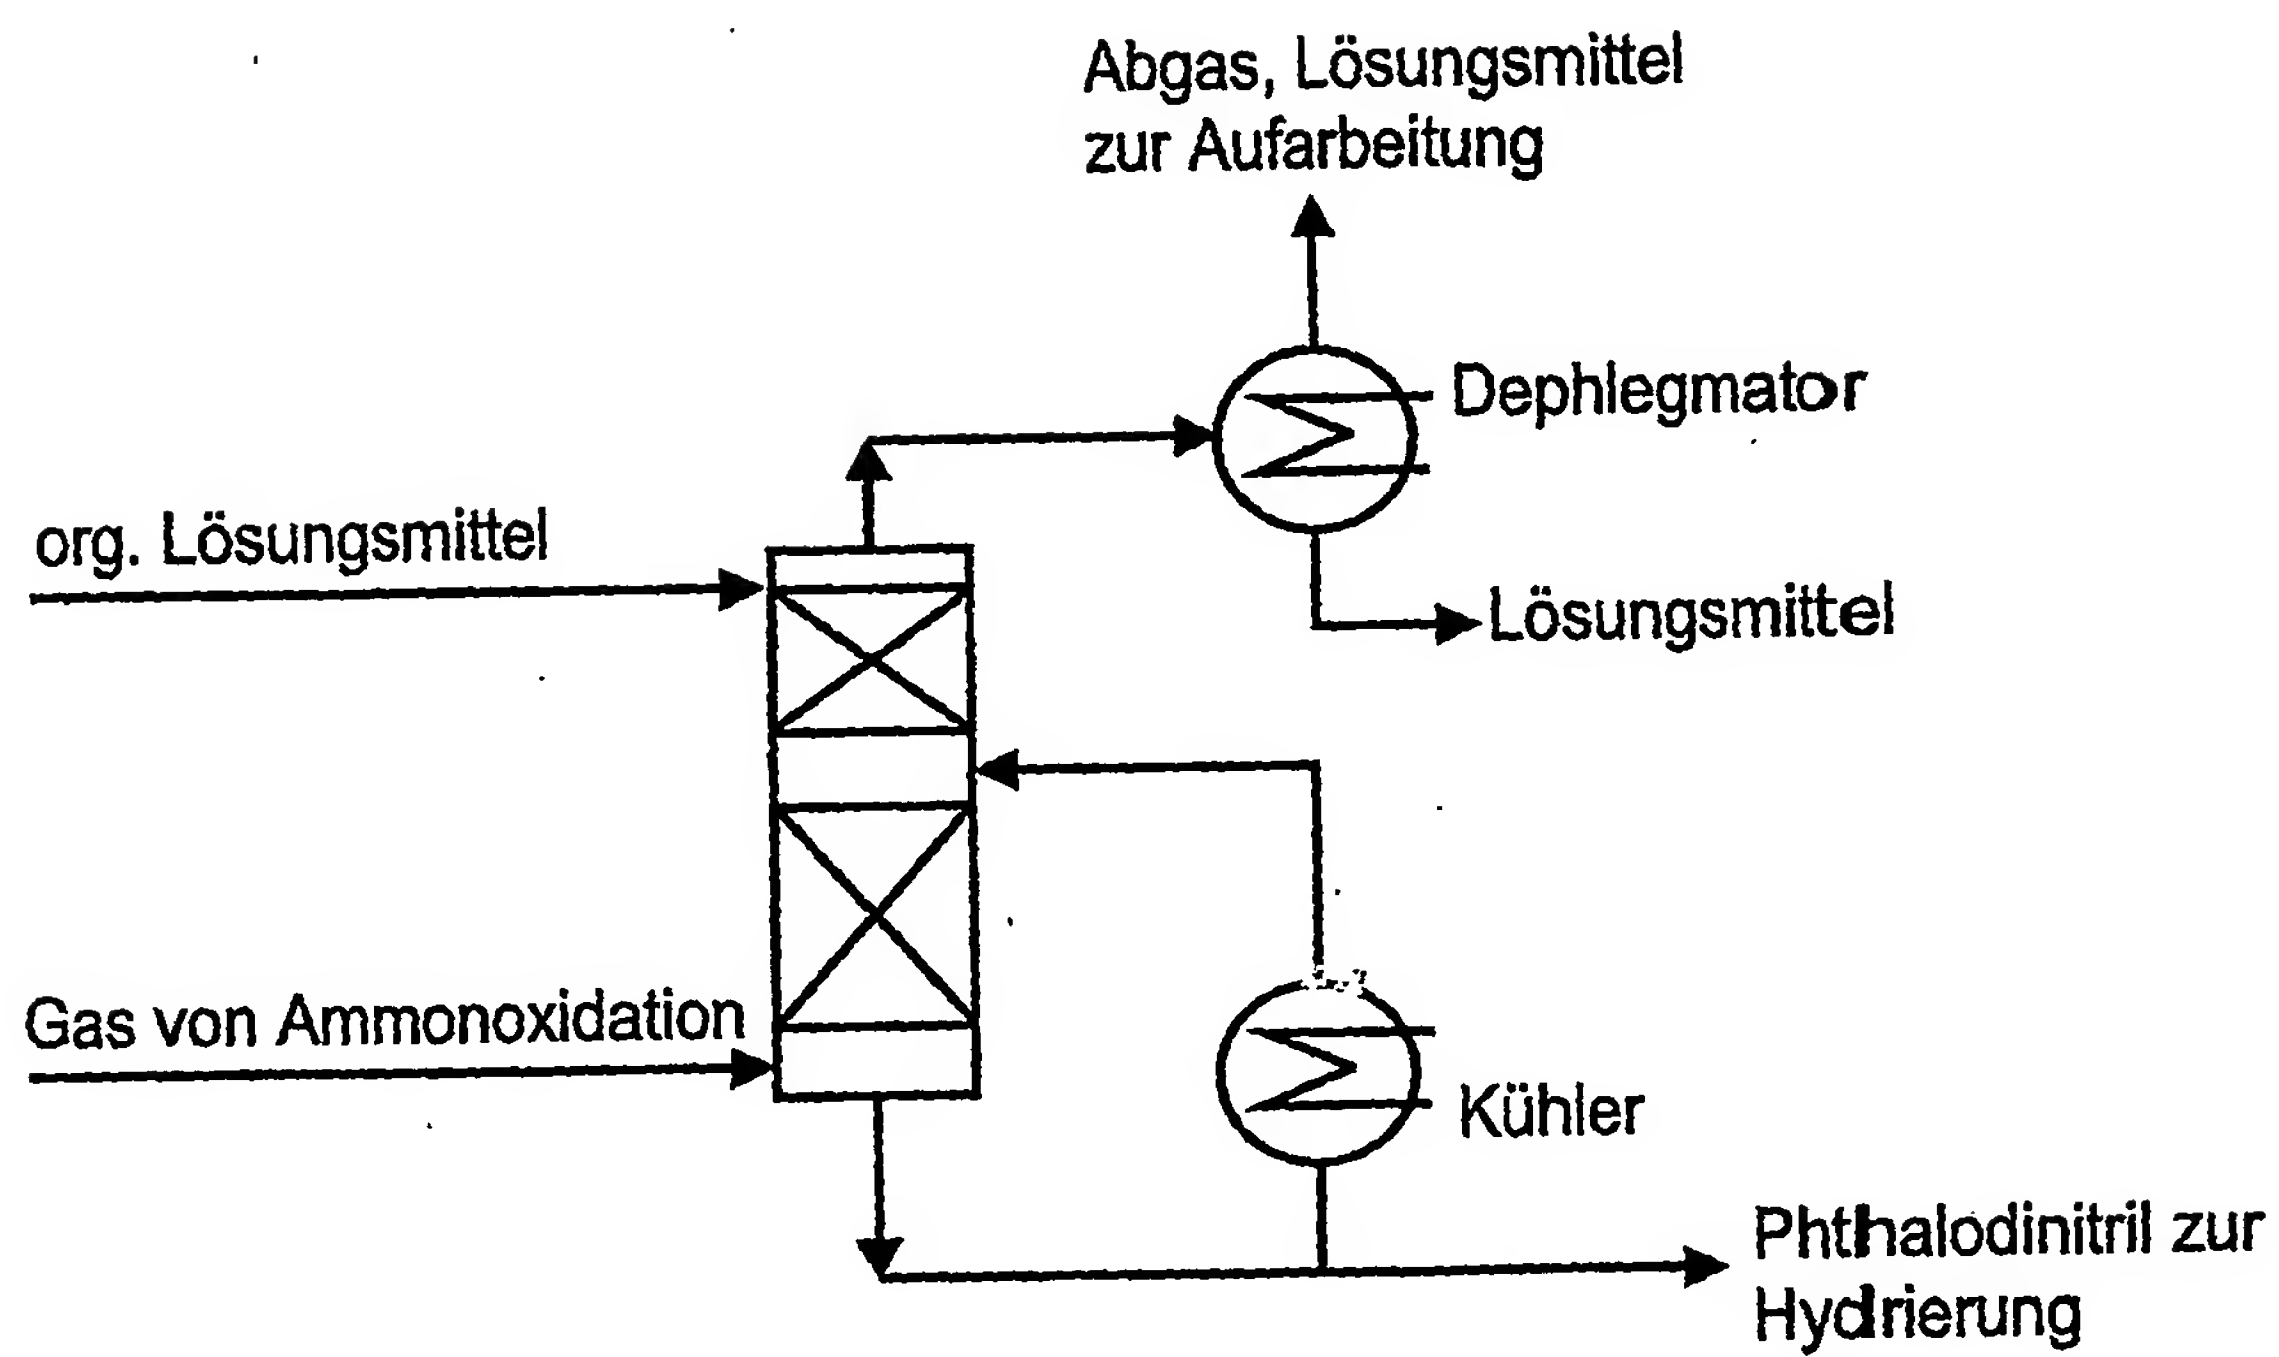 Abgas, Lösungsmittel
zur Aufarbeitung
Dephlegmator
org. Lösungsmittel
Lösungsmittel
Gas von Ammonoxidation
Kühler
Phthalodinitril zur
Hydrierung